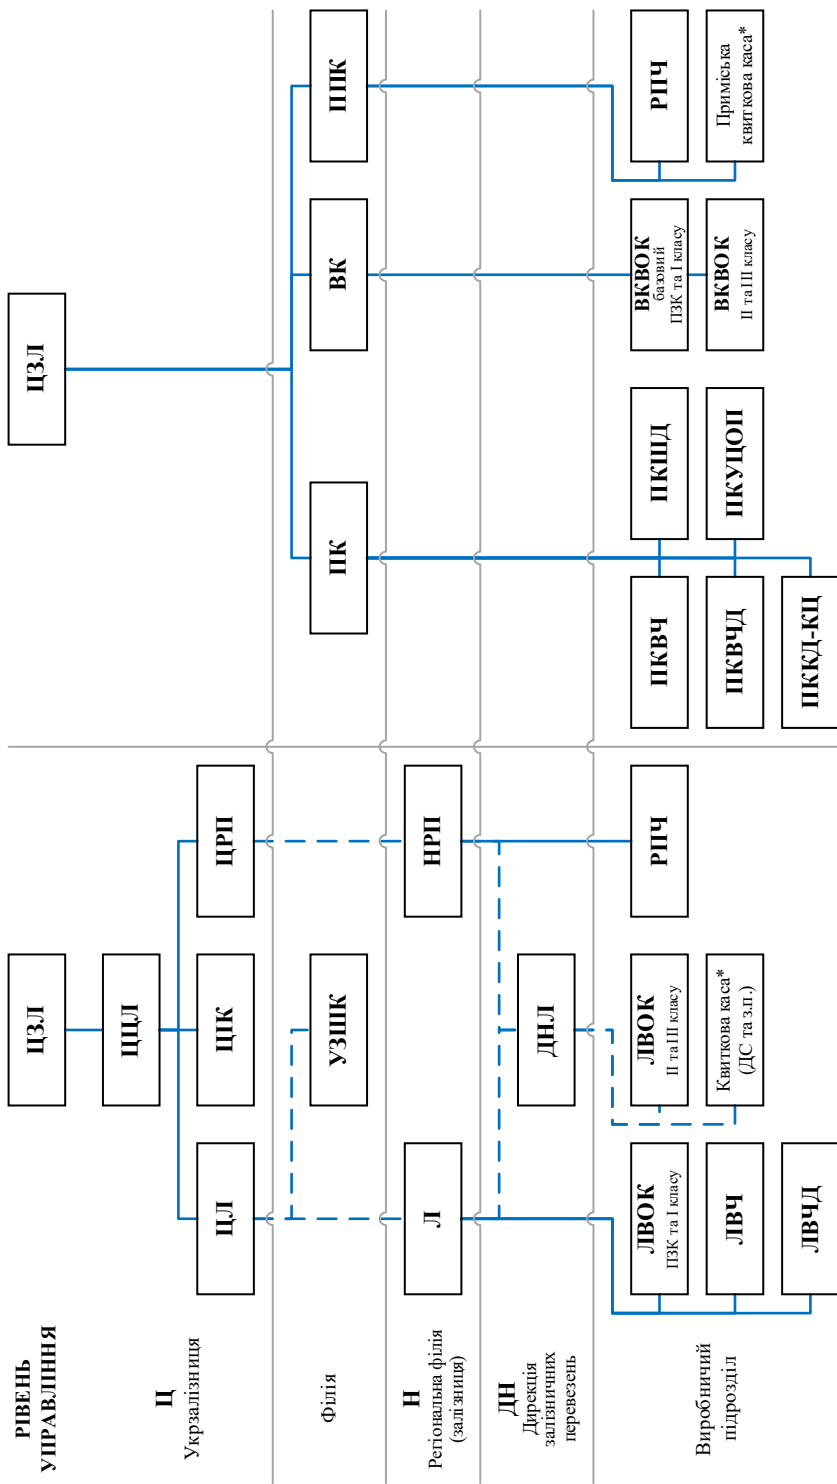 РІВЕНЬ
УПРАВЛІННЯ
Ц
Укрзалізниця
Філія
Н
Регіональна філія
(залізниця)
ДН
Дирекція
залізничних
перевезень
Виробничий
підрозділ
ЦЗЛ
ЦЦЛ
ЦЛ
ЦІК
ЦРП
УЗШК
Л
НРП
ДНЛ
ЛВОК
ПЗК та І класу
ЛВОК
ІІ та ІІІ класу
РПЧ
ЛВЧ
Квиткова каса*
(ДС та з.п.)
ЛВЧД
ЦЗЛ
ПК
ВК
ППК
ПКВЧ
ПКШД
ВКВОК
базовий
ПЗК та І класу
РПЧ
ПКВЧД
ПКУЦОП
ВКВОК
ІІ та ІІІ класу
Приміська
квиткова каса*
ПККД-КЦ